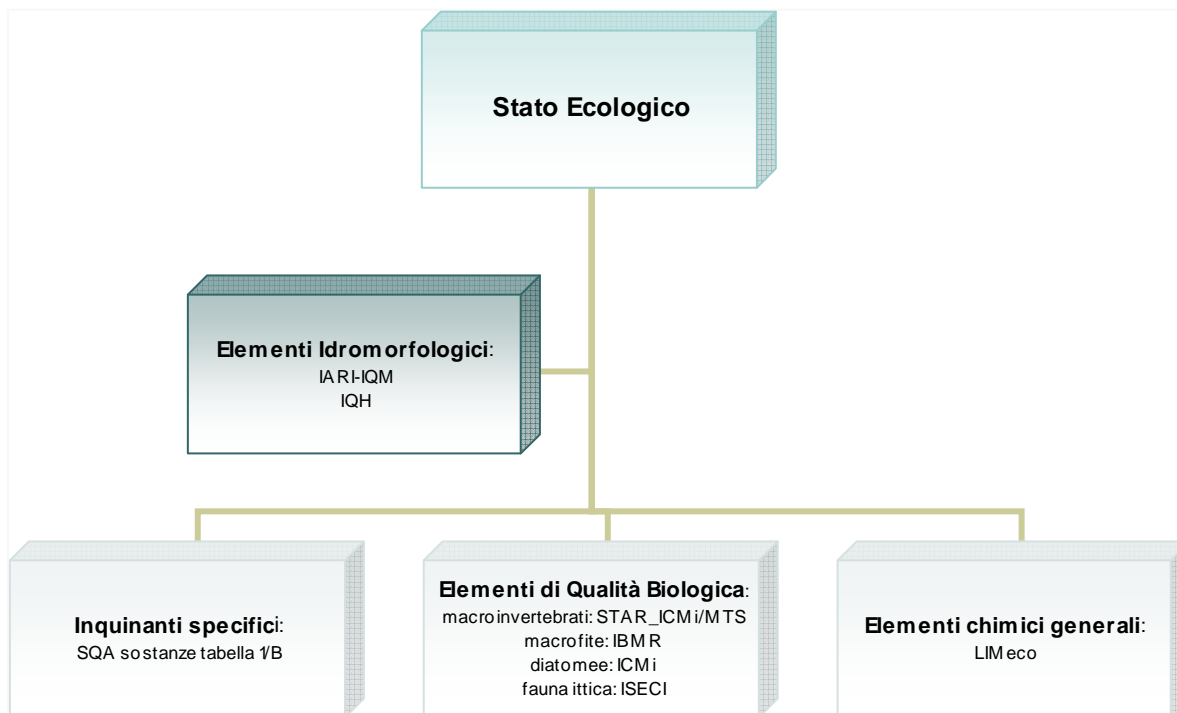 Stato Ecologico
Elementi Idromorfologici:
IARI-IQM
IQH
Inquinanti specifici:
SQA sostanze tabella 1/B
Elementi di Qualità Biologica:
macroinvertebrati: STAR_ICMi/MTS
macrofite: IBMR
diatomee: ICMi
fauna ittica: ISECI
Elementi chimici generali:
LIMeco